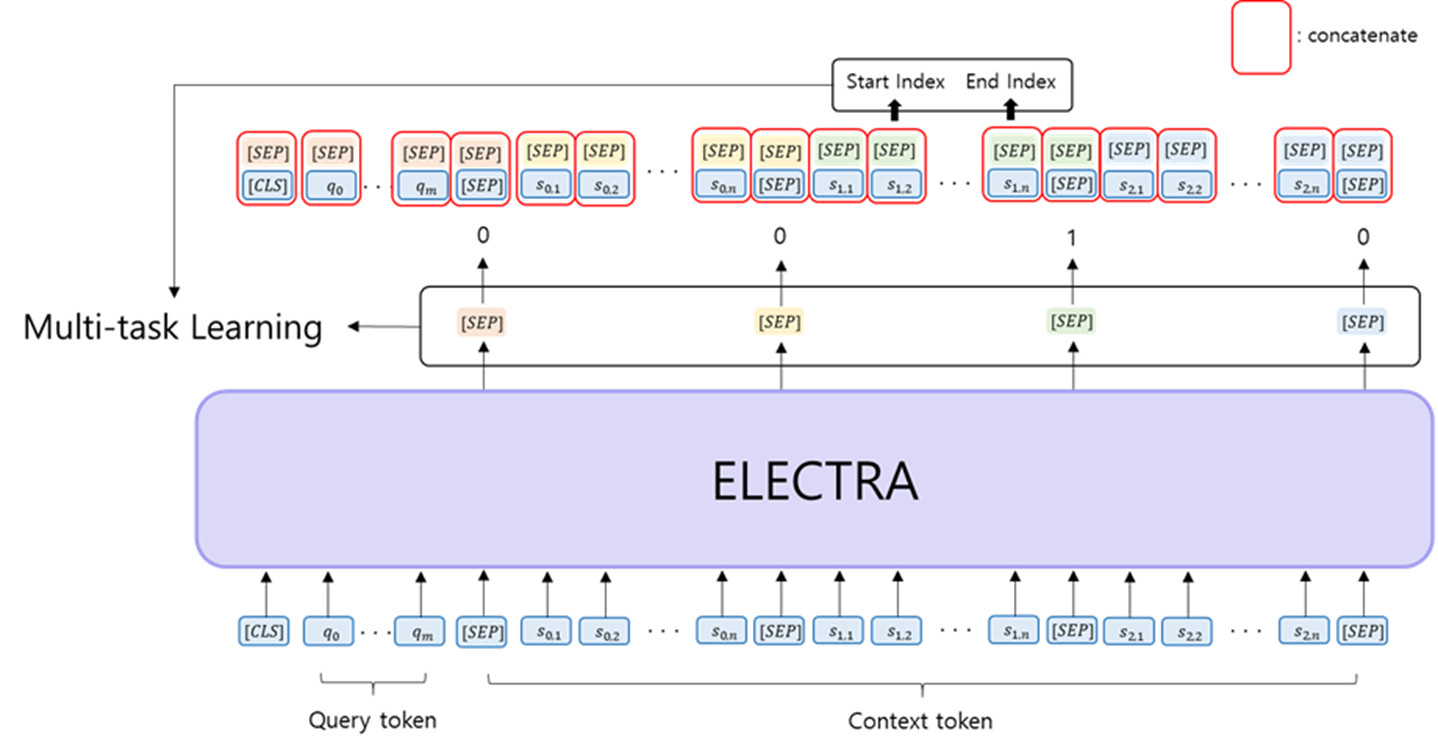 : concatenate
Start Index End Index
[SEP] [SEP] [SEP] [SEP] [SEP] [SEP] [SEP] [SEP] [SEP] [SEP] [SEP] [SEP] [SEP] [SEP] [SEP] [SEP]
[CLS] q0 ... qm [SEP] s0.1 s0.2 ... s0.n [SEP] s1.1 s1.2 ... s1.n [SEP] s2.1 s2.2 ... s2.n [SEP]
0 0 1 0
Multi-task Learning [SEP] [SEP] [SEP] [SEP]
ELECTRA
[CLS] q0 ... qm [SEP] s0.1 s0.2 ... s0.n [SEP] s1.1 s1.2 ... s1.n [SEP] s2.1 s2.2 ... s2.n [SEP]
Query token Context token